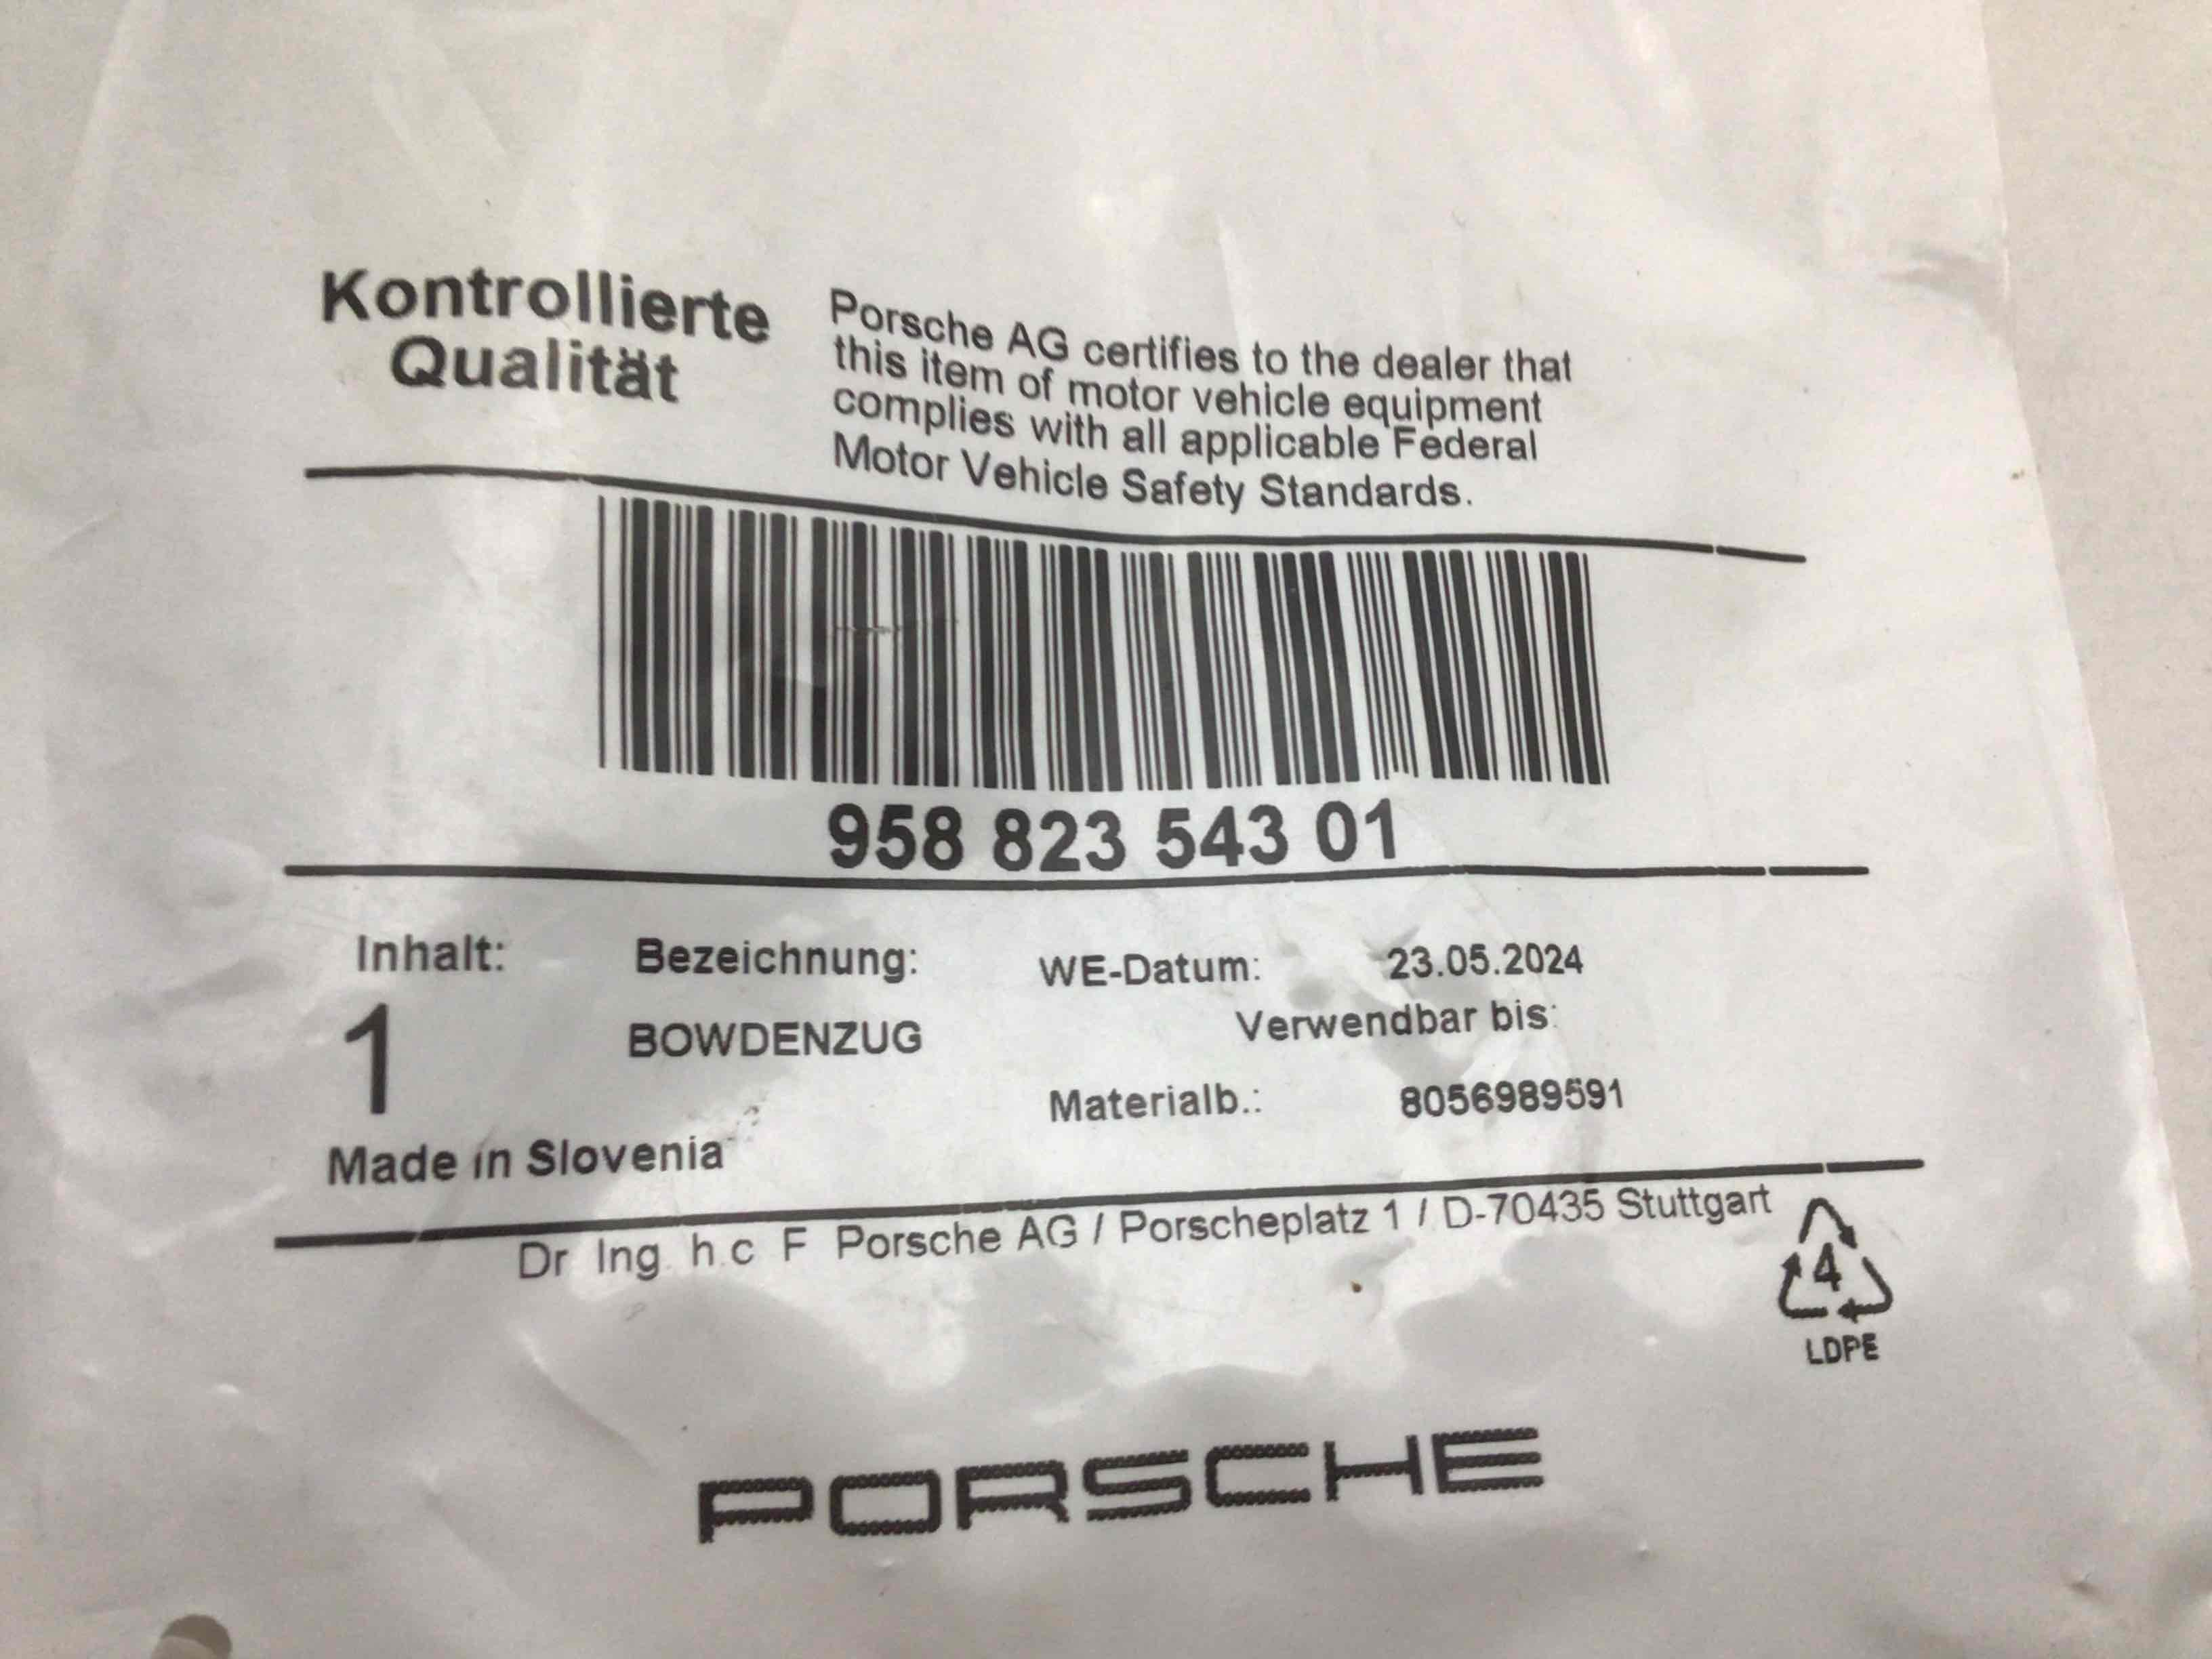 Kontrollierte
Qualität
Porsche AG certifies to the dealer that
this item of motor vehicle equipment
complies with all applicable Federal
Motor Vehicle Safety Standards.
958 823 543 01
Inhalt: Bezeichnung: WE-Datum: 23.05.2024
Verwendbar bis:
1 BOWDENZUG
Materialb.: 8056989591
Made in Slovenia
Dr Ing h.c F Porsche AG / Porscheplatz 1 / D-70435 Stuttgart
4
LDPE
PORSCHE